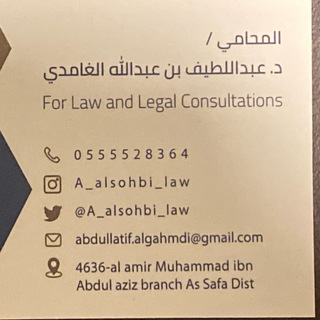 المحامي /
د. عبداللطيف بن عبدالله الغامدي
For Law and Legal Consultations
0555528364
A_alsohbi_law
@A_alsohbi_law
abdullatif.algahmdi@gmail.com
4636-al amir Muhammad ibn
Abdul aziz branch As Safa Dist